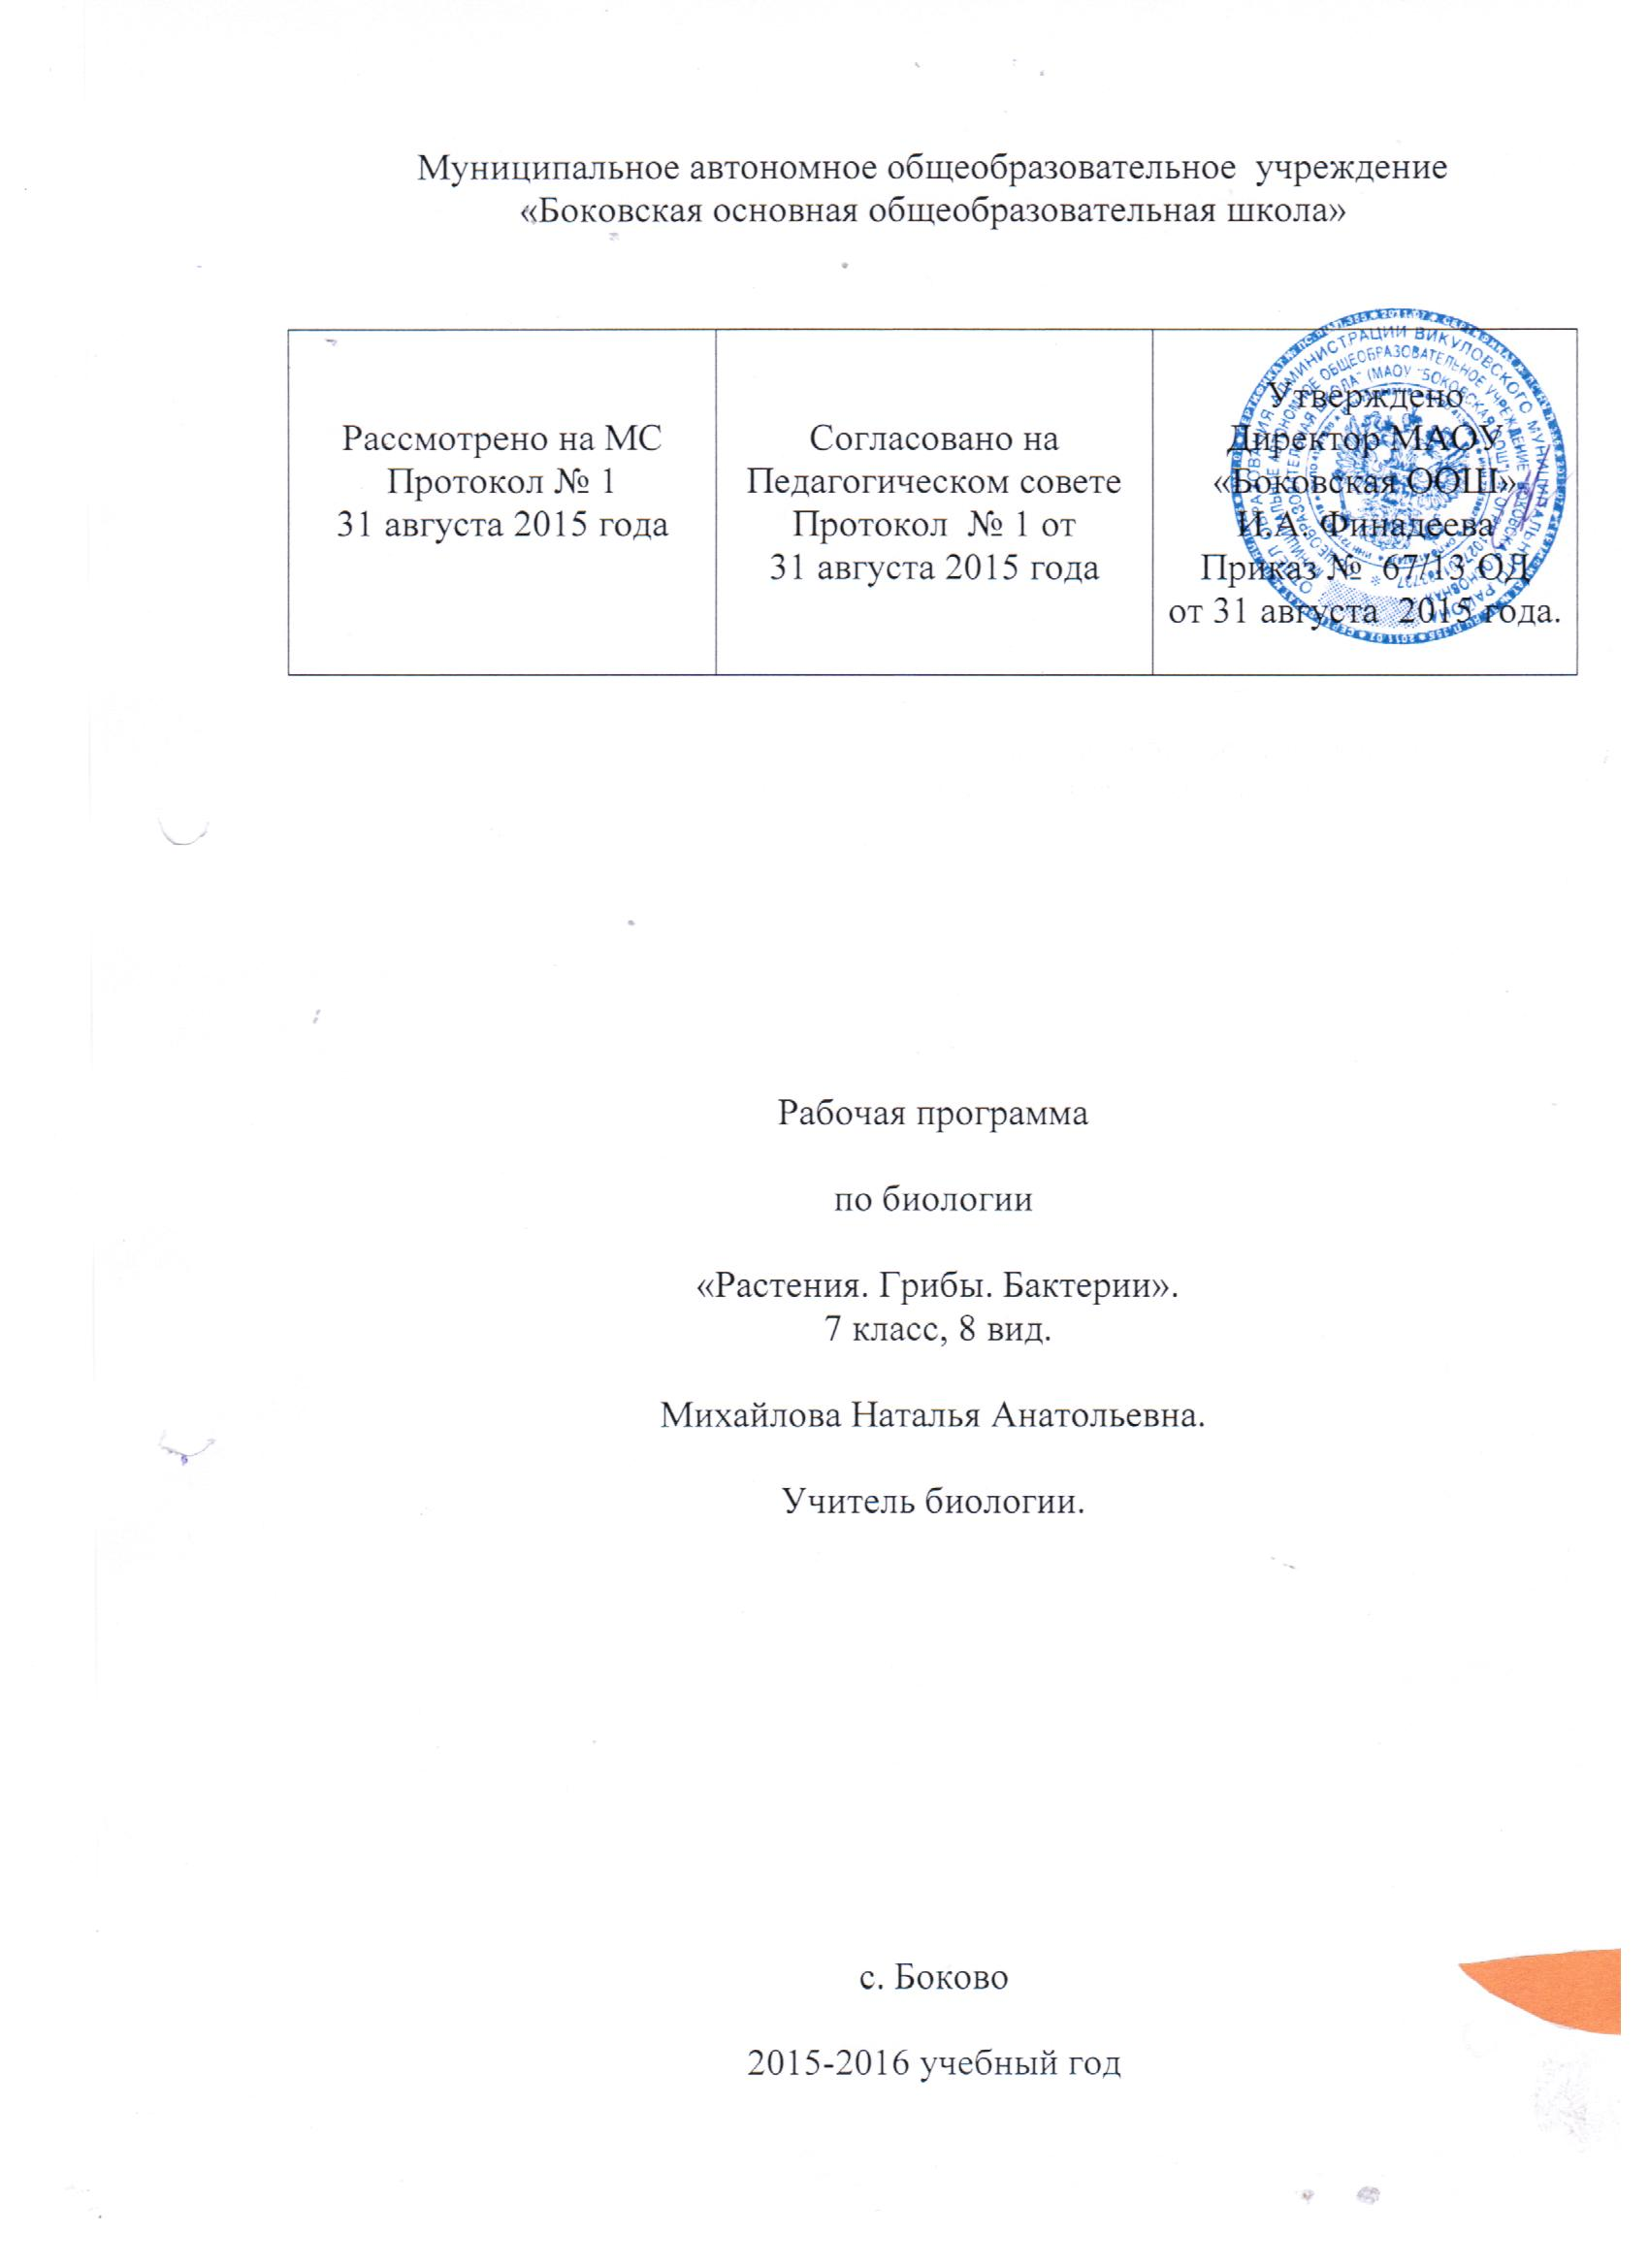 Муниципальное автономное общеобразовательное учреждение
«Боковская основная общеобразовательная школа»
Рассмотрено на МС
Протокол № 1
31 августа 2015 года
Согласовано на
Педагогическом совете
Протокол № 1 от
31 августа 2015 года
Утверждено
Директор МАОУ
«Боковская ООШ»
И.А. Финадеева
Приказ № 67/13 ОД
от 31 августа 2015 года.
Рабочая программа
по биологии
«Растения. Грибы. Бактерии».
7 класс, 8 вид.
Михайлова Наталья Анатольевна.
Учитель биологии.
с. Боково
2015-2016 учебный год